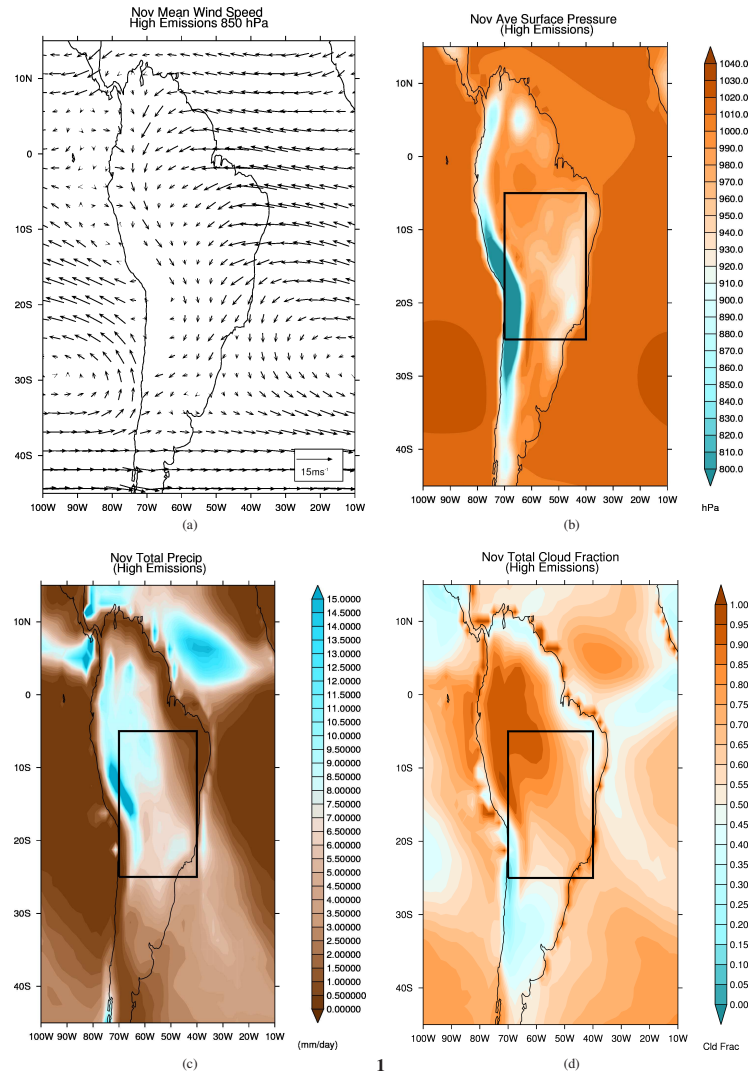 Nov Mean Wind Speed
High Emissions 850 hPa
10N
0
10S
20S
30S
40S
15ms⁻¹
100W 90W 80W 70W 60W 50W 40W 30W 20W 10W
(a)
Nov Ave Surface Pressure
(High Emissions)
10N
0
10S
20S
30S
40S
100W 90W 80W 70W 60W 50W 40W 30W 20W 10W
1040.0
1030.0
1020.0
1010.0
1000.0
990.0
980.0
970.0
960.0
950.0
940.0
930.0
920.0
910.0
900.0
890.0
880.0
870.0
860.0
850.0
840.0
830.0
820.0
810.0
800.0
hPa
(b)
Nov Total Precip
(High Emissions)
10N
0
10S
20S
30S
40S
100W 90W 80W 70W 60W 50W 40W 30W 20W 10W
15.0000
14.5000
14.0000
13.5000
13.0000
12.5000
12.0000
11.5000
11.0000
10.5000
10.0000
9.50000
9.00000
8.50000
8.00000
7.50000
7.00000
6.50000
6.00000
5.50000
5.00000
4.50000
4.00000
3.50000
3.00000
2.50000
2.00000
1.50000
1.00000
0.500000
0.00000
(mm/day)
(c)
Nov Total Cloud Fraction
(High Emissions)
10N
0
10S
20S
30S
40S
100W 90W 80W 70W 60W 50W 40W 30W 20W 10W
1.00
0.95
0.90
0.85
0.80
0.75
0.70
0.65
0.60
0.55
0.50
0.45
0.40
0.35
0.30
0.25
0.20
0.15
0.10
0.05
0.00
Cld Frac
(d)
1